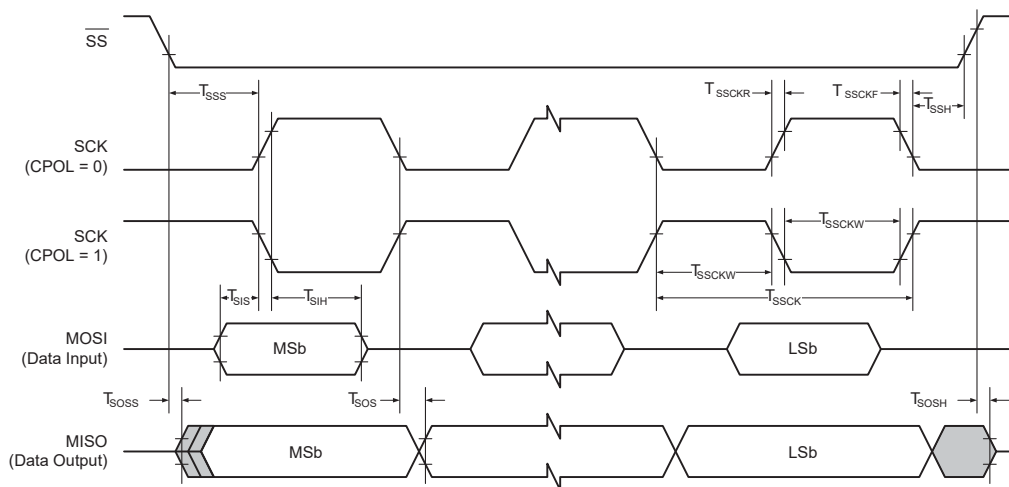 SS
TSSS
TSSCKR
TSSCKF
TSSH
SCK
(CPOL = 0)
SCK
(CPOL = 1)
TSSCKW
TSSCKW
TSSCK
TSIS
TSIH
MOSI
(Data Input)
MSb
LSb
TSOSS
TSOS
TSOSH
MISO
(Data Output)
MSb
LSb